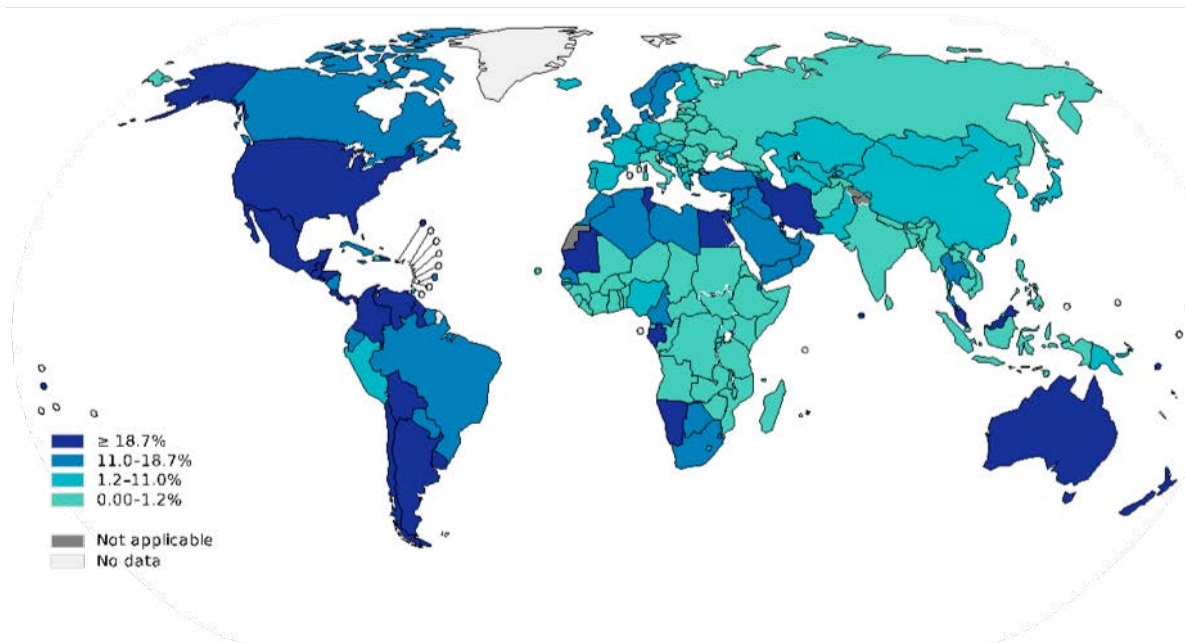 ≥ 18.7%
11.0-18.7%
1.2–11.0%
0.00-1.2%
Not applicable
No data